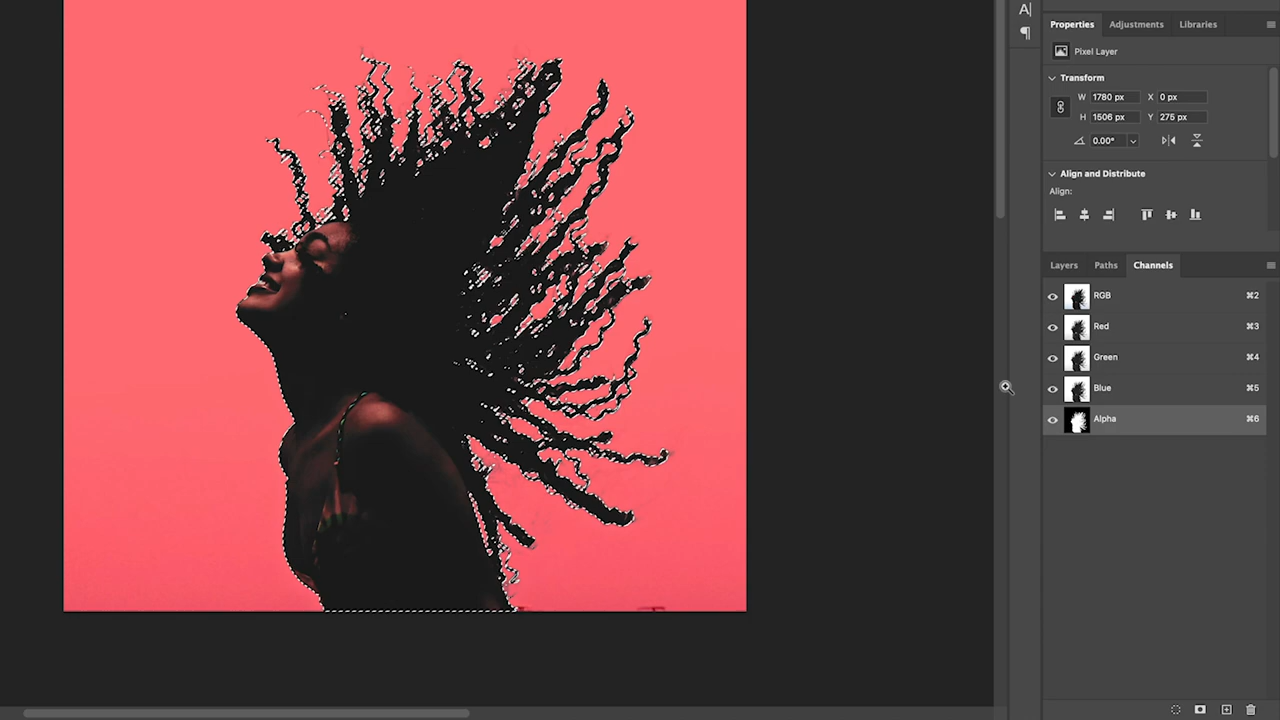 A|
¶
Properties Adjustments Libraries
Pixel Layer
Transform
W 1780 px X 0 px
H 1506 px Y 275 px
0.00°
Align and Distribute
Align:
Layers Paths Channels
RGB ⌘2
Red ⌘3
Green ⌘4
Blue ⌘5
Alpha ⌘6